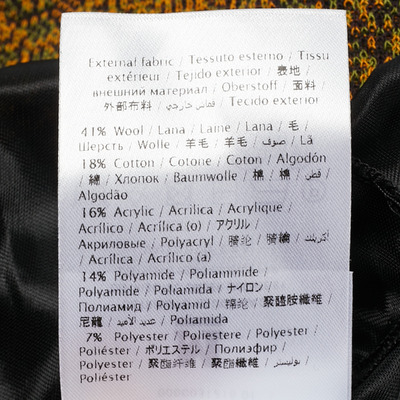 External fabric / Tessuto esterno / Tissu
extérieur / Tejido exterior / 表地 /
внешний материал / Oberstoff / 面料 /
外部布料 / قماس خارجي / Tecido exterior
41% Wool / Lana / Laine / Lana / 毛 /
Шерсть / Wolle / 羊毛 / 羊毛 / صوف / Lã
18% Cotton / Cotone / Coton / Algodón
/ 綿 / Хлопок / Baumwolle / 棉 / 棉 / قطن /
Algodão
16% Acrylic / Acrilica / Acrylique /
Acrílico / Acrílica (o) / アクリル /
Акриловые / Polyacryl / 腈纶 / 腈綸 / أكريليك
/ Acrílica / Acrílico (a)
14% Polyamide / Poliammide /
Polyamide / Poliamida / ナイロン /
Полиамид / Polyamid / 锦纶 / 聚醯胺纖維 /
尼龍 / عديد الأميد / Poliamida
7% Polyester / Poliestere / Polyester /
Poliéster / ポリエステル / Полиэфир /
Polyester / 聚酯纤维 / 聚酯纖維 / بوليستر /
Poliéster